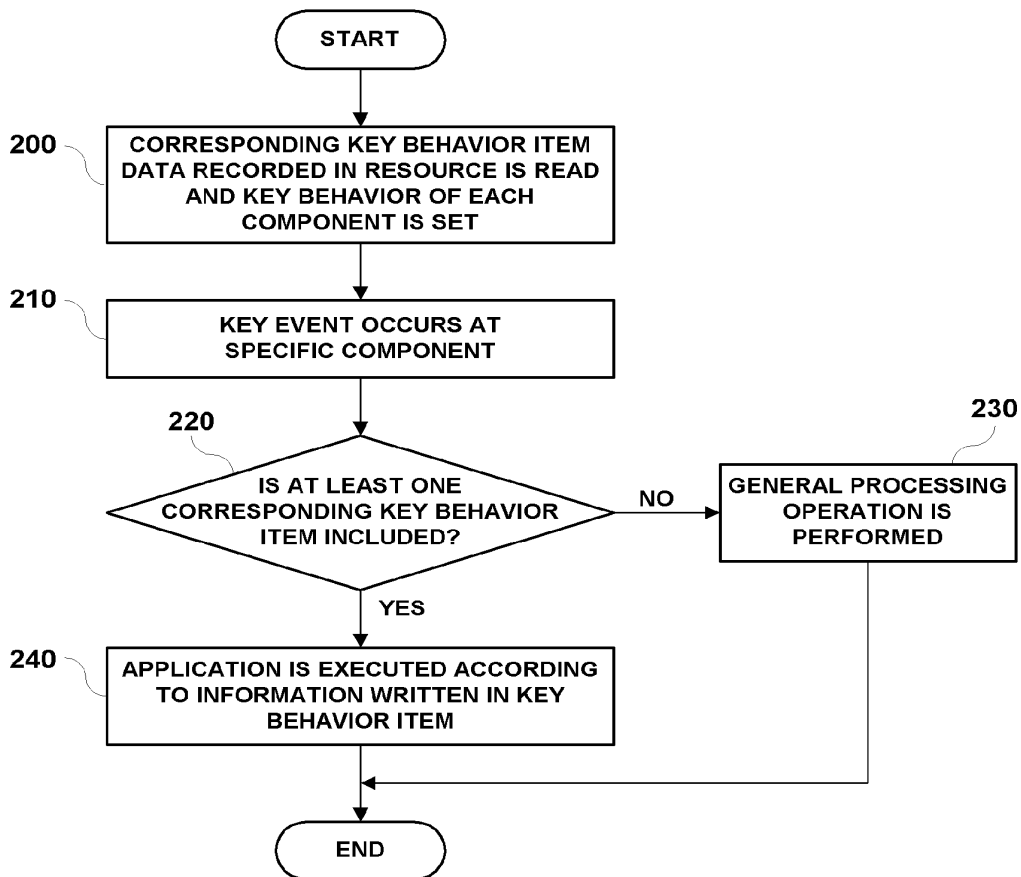 START
200
CORRESPONDING KEY BEHAVIOR ITEM
DATA RECORDED IN RESOURCE IS READ
AND KEY BEHAVIOR OF EACH
COMPONENT IS SET
210
KEY EVENT OCCURS AT
SPECIFIC COMPONENT
220
IS AT LEAST ONE
CORRESPONDING KEY BEHAVIOR
ITEM INCLUDED?
NO
230
GENERAL PROCESSING
OPERATION IS
PERFORMED
YES
240
APPLICATION IS EXECUTED ACCORDING
TO INFORMATION WRITTEN IN KEY
BEHAVIOR ITEM
END